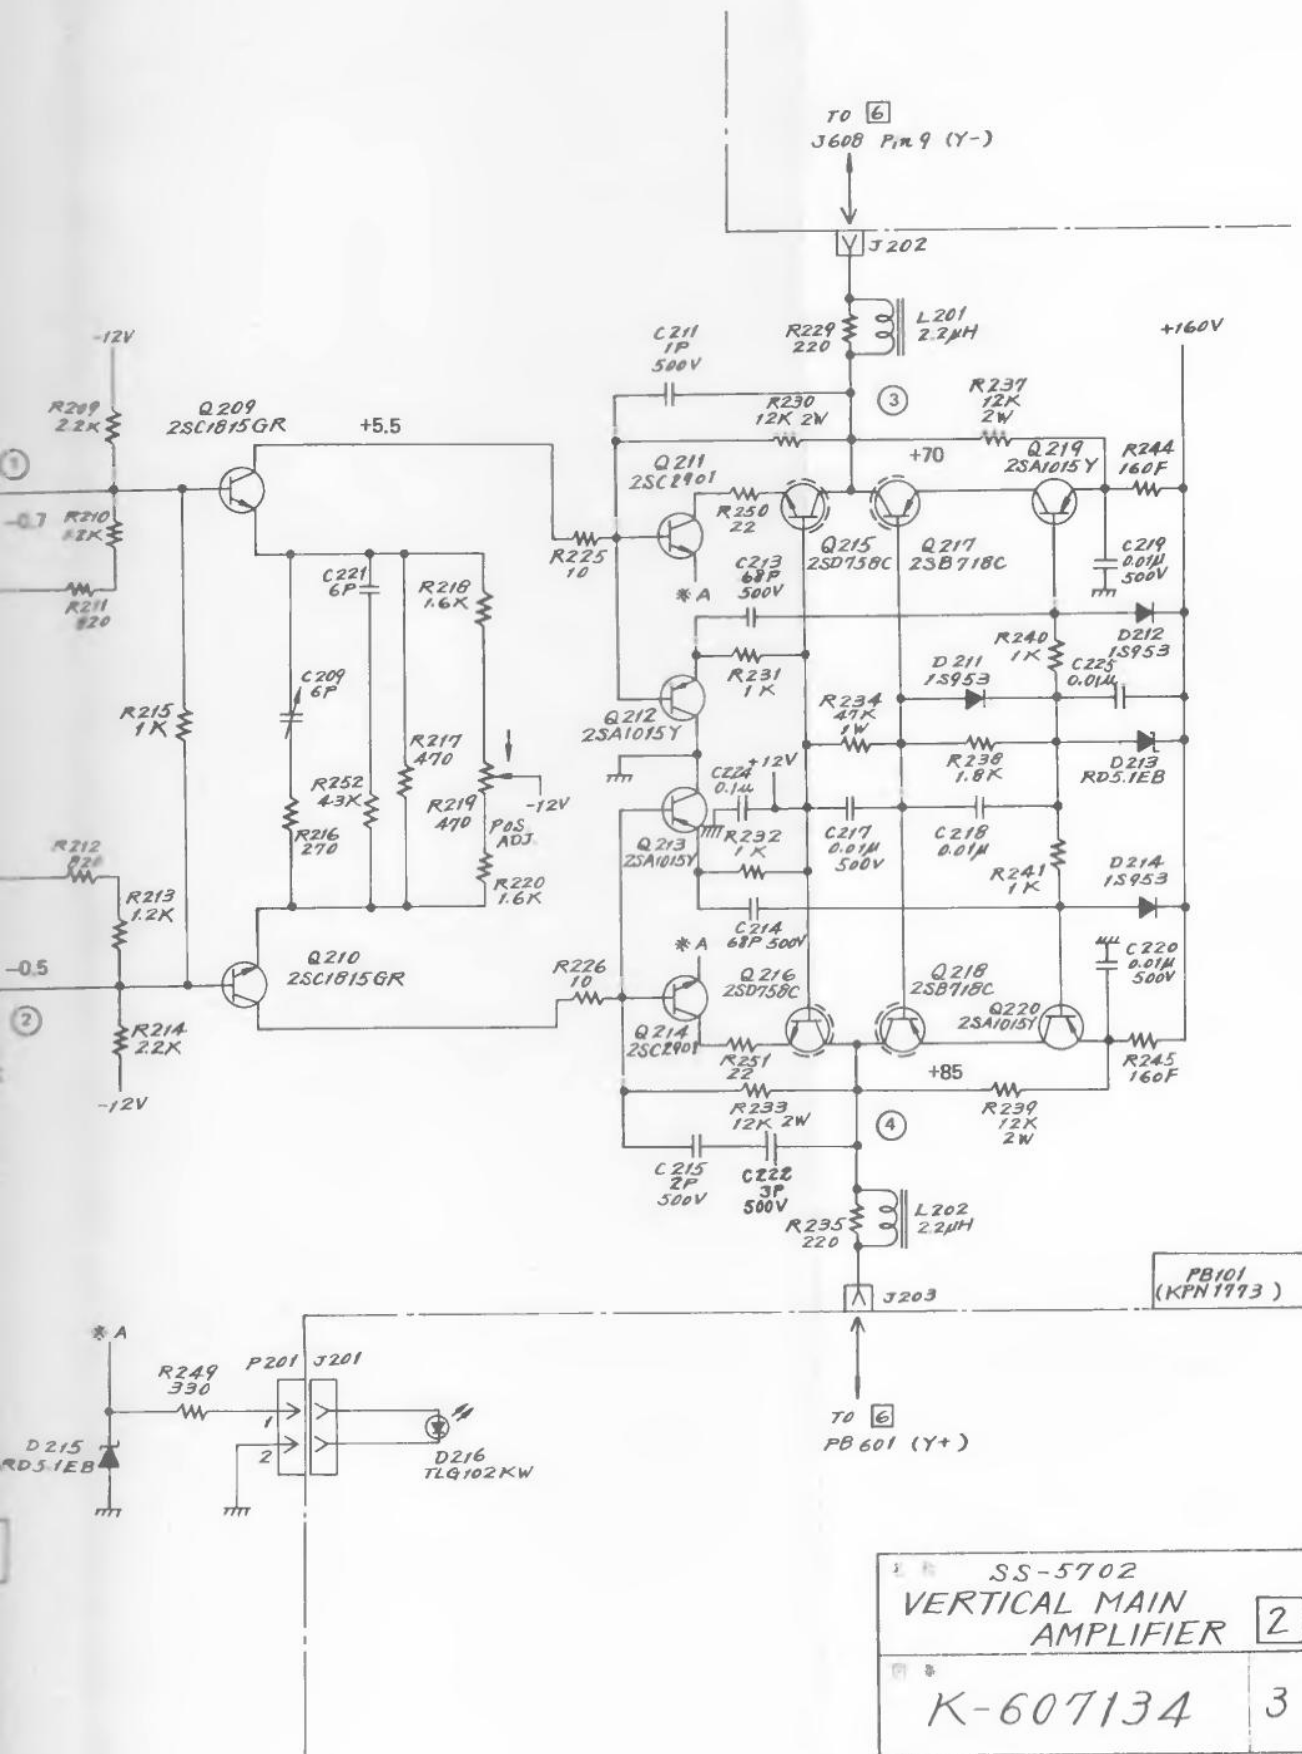 TO 6
J608 Pin 9 (Y-)
J202
R229
220
L201
2.2μH
+160V
C211
1P
500V
-12V
R209
2.2K
Q209
2SC1815GR
+5.5
R230
12K 2W
3
R237
12K
2W
+70
Q219
2SA1015Y
R244
160F
1
Q211
2SC2901
-0.7
R210
R250
22
R225
10
Q215
2SD758C
Q217
2SB718C
C219
0.01μ
500V
C213
68P
500V
C221
6P
R218
1.6K
R211
820
※A
R240
1K
D212
1S953
R231
1K
D211
1S953
C225
0.01μ
C209
6P
R215
1K
Q212
2SA1015Y
R234
47K
1W
R217
470
R238
1.8K
D213
RD5.1EB
C224
0.1μ
+12V
R252
4.3K
R219
470
-12V
POS
ADJ.
R216
270
Q213
2SA1015Y
R232
1K
C217
0.01μ
500V
C218
0.01μ
R212
820
R213
1.2K
R220
1.6K
R241
1K
D214
1S953
C214
68P 500V
※A
C220
0.01μ
500V
-0.5
Q210
2SC1815GR
R226
10
Q216
2SD758C
Q218
2SB718C
Q220
2SA1015Y
2
R214
2.2K
Q214
2SC2901
R251
22
+85
R245
160F
-12V
R233
12K 2W
R239
12K
2W
4
C215
2P
500V
C222
3P
500V
R235
220
L202
2.2μH
J203
PB101
(KPN1773)
※A
R249
330
P201 J201
1
2
D215
RD5.1EB
D216
TLG102KW
TO 6
PB601 (Y+)
SS-5702
VERTICAL MAIN
AMPLIFIER 2
K-607134 3